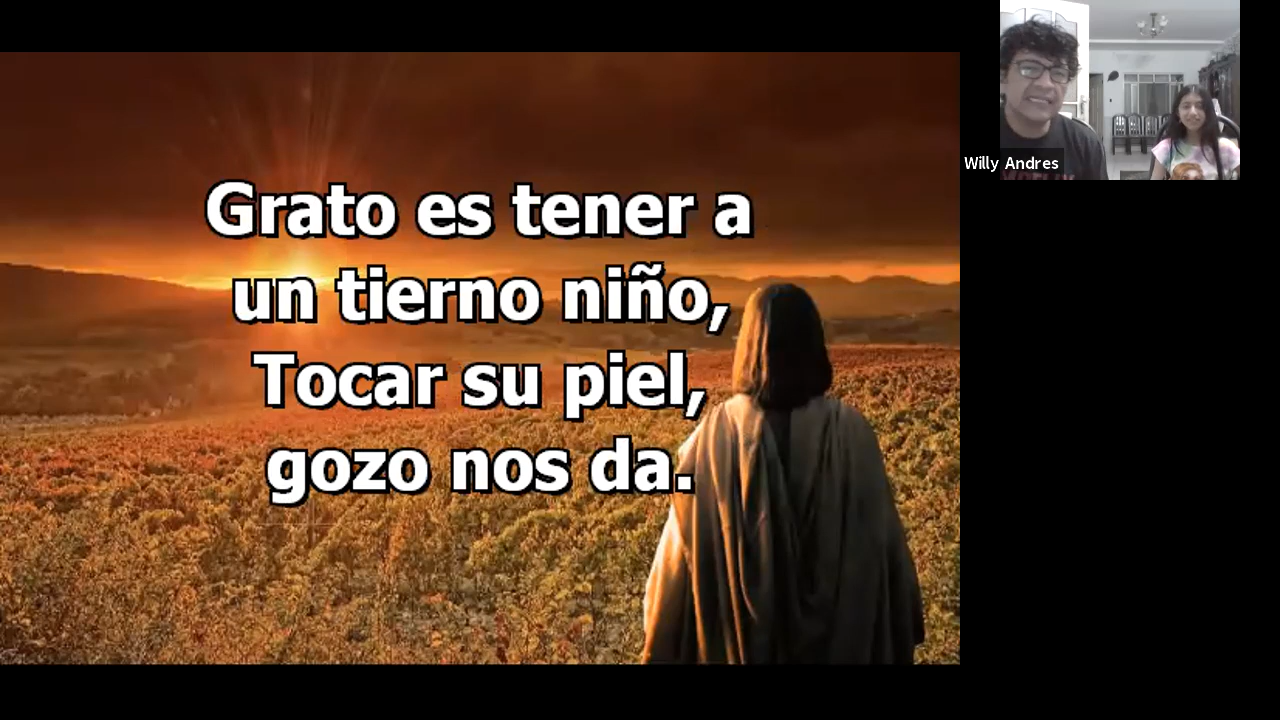 Grato es tener a
un tierno niño,
Tocar su piel,
gozo nos da.
Willy Andres